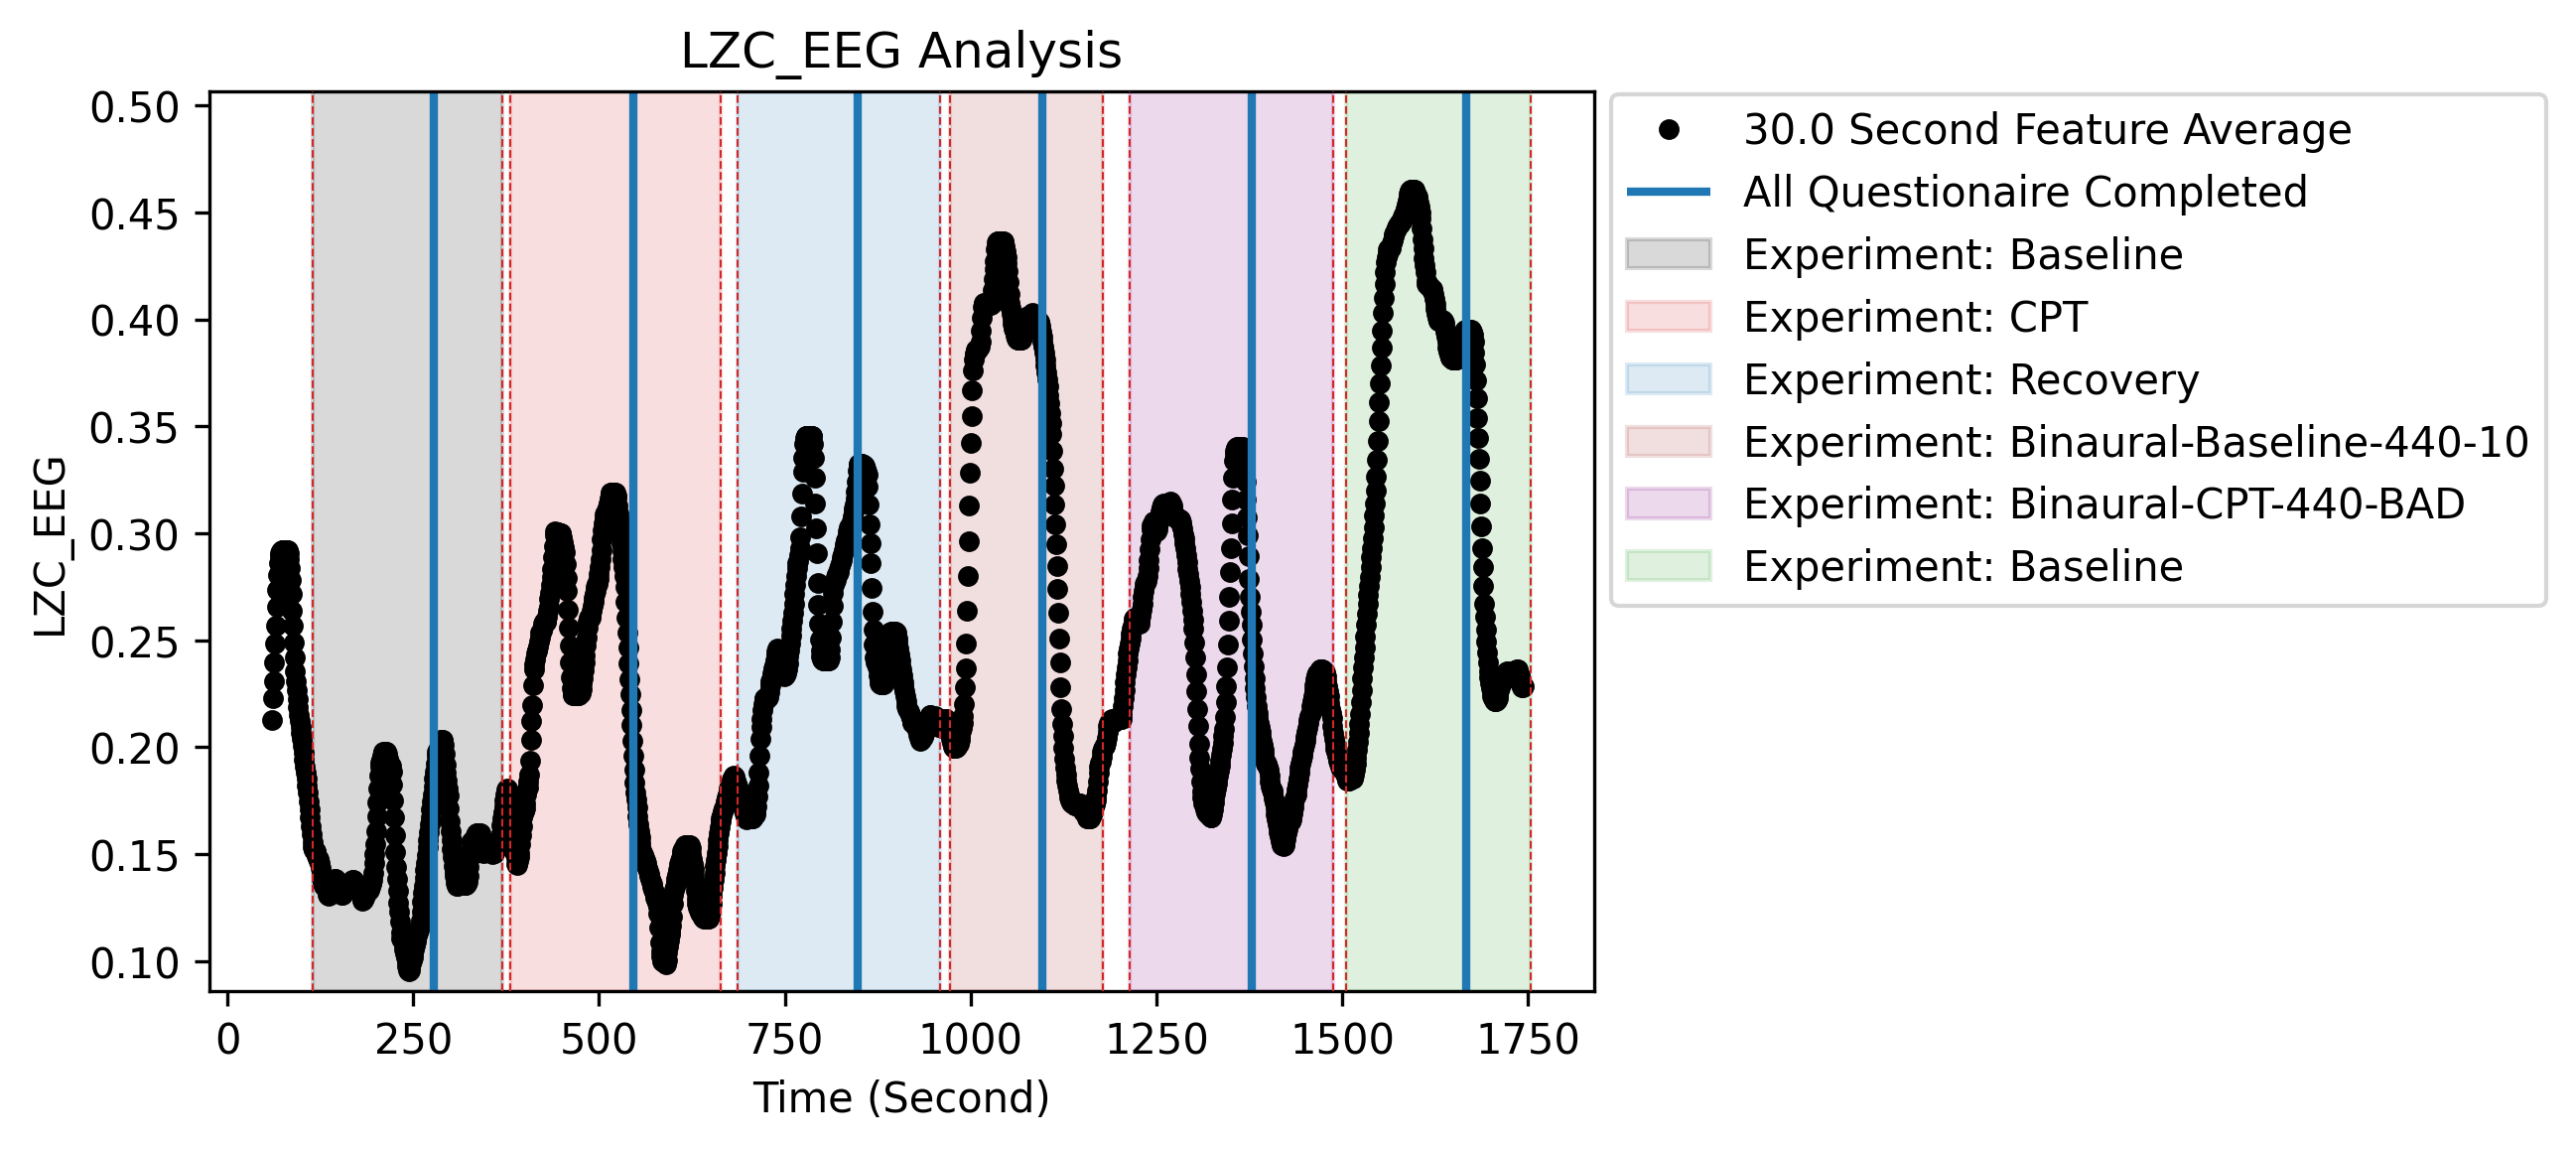 LZC_EEG Analysis
0.50
0.45
0.40
0.35
0.30
0.25
0.20
0.15
0.10
LZC_EEG
0 250 500 750 1000 1250 1500 1750
Time (Second)
30.0 Second Feature Average
All Questionaire Completed
Experiment: Baseline
Experiment: CPT
Experiment: Recovery
Experiment: Binaural-Baseline-440-10
Experiment: Binaural-CPT-440-BAD
Experiment: Baseline